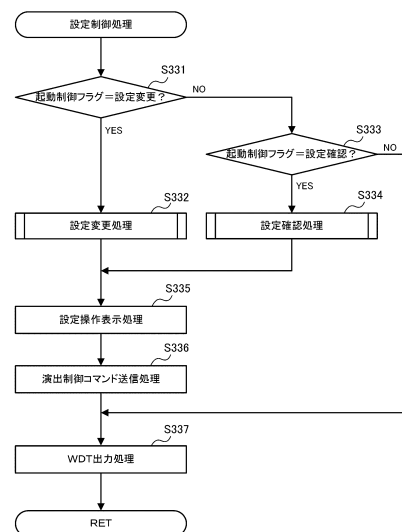 設定制御処理
S331
起動制御フラグ＝設定変更？
NO
YES
S333
起動制御フラグ＝設定確認？
NO
YES
S332
設定変更処理
S334
設定確認処理
S335
設定操作表示処理
S336
演出制御コマンド送信処理
S337
WDT出力処理
RET